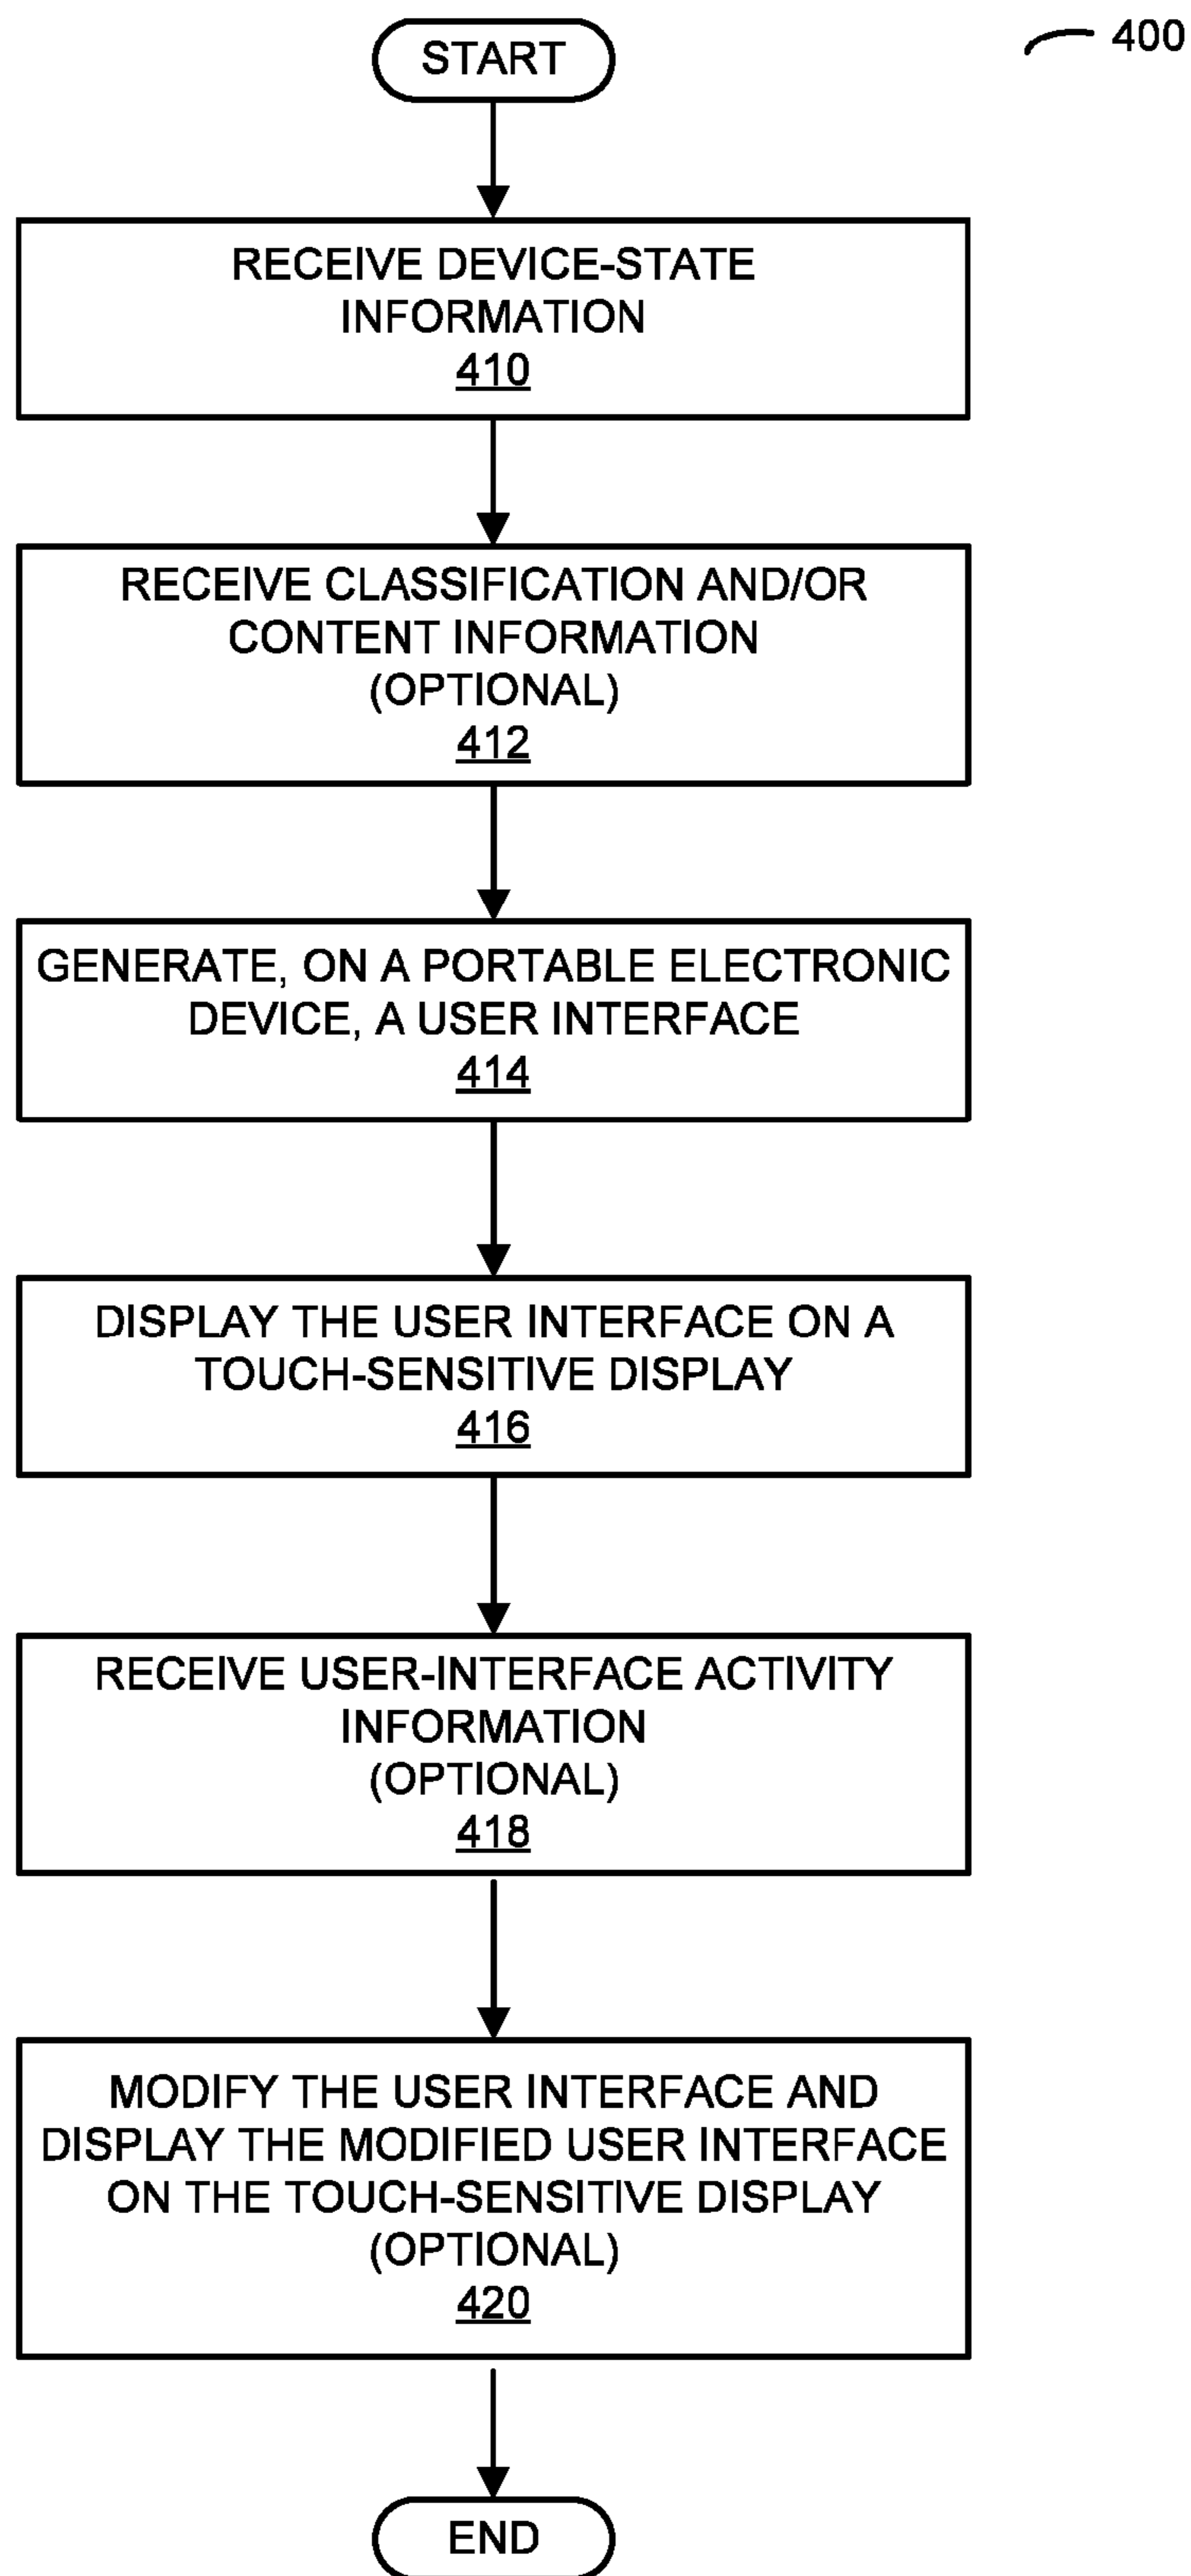 START
400
RECEIVE DEVICE-STATE
INFORMATION
410
RECEIVE CLASSIFICATION AND/OR
CONTENT INFORMATION
(OPTIONAL)
412
GENERATE, ON A PORTABLE ELECTRONIC
DEVICE, A USER INTERFACE
414
DISPLAY THE USER INTERFACE ON A
TOUCH-SENSITIVE DISPLAY
416
RECEIVE USER-INTERFACE ACTIVITY
INFORMATION
(OPTIONAL)
418
MODIFY THE USER INTERFACE AND
DISPLAY THE MODIFIED USER INTERFACE
ON THE TOUCH-SENSITIVE DISPLAY
(OPTIONAL)
420
END